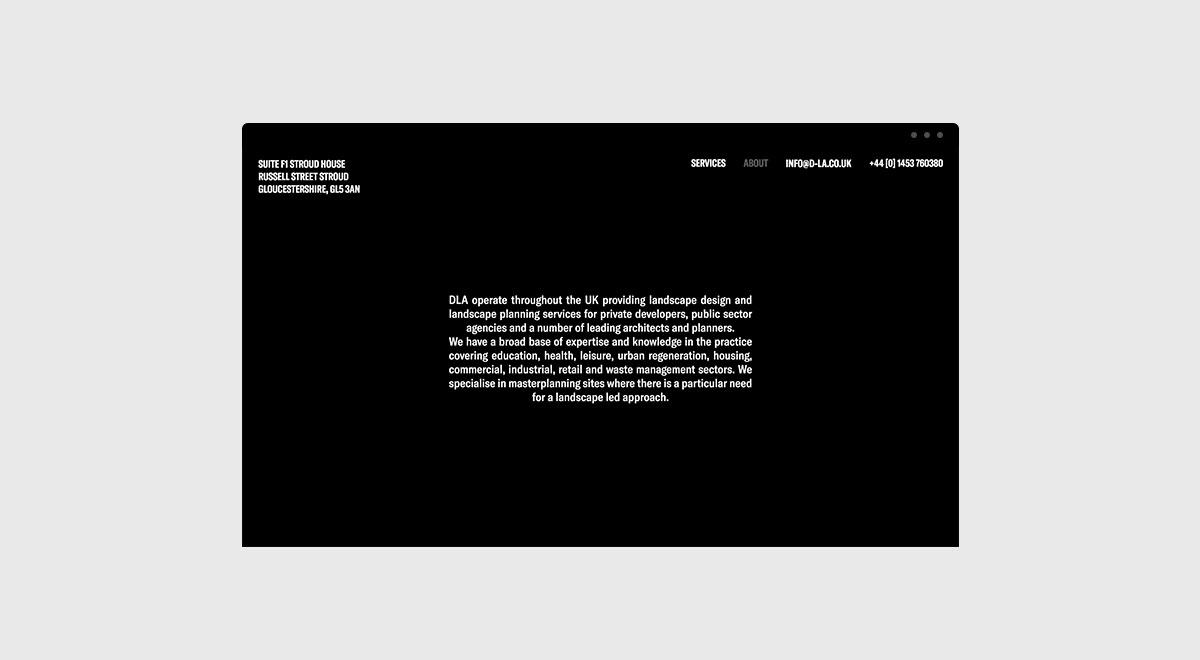 SUITE F1 STROUD HOUSE
RUSSELL STREET STROUD
GLOUCESTERSHIRE, GL5 3AN
SERVICES
ABOUT
INFO@D-LA.CO.UK
+44 [0] 1453 760380
DLA operate throughout the UK providing landscape design and
landscape planning services for private developers, public sector
agencies and a number of leading architects and planners.
We have a broad base of expertise and knowledge in the practice
covering education, health, leisure, urban regeneration, housing,
commercial, industrial, retail and waste management sectors. We
specialise in masterplanning sites where there is a particular need
for a landscape led approach.